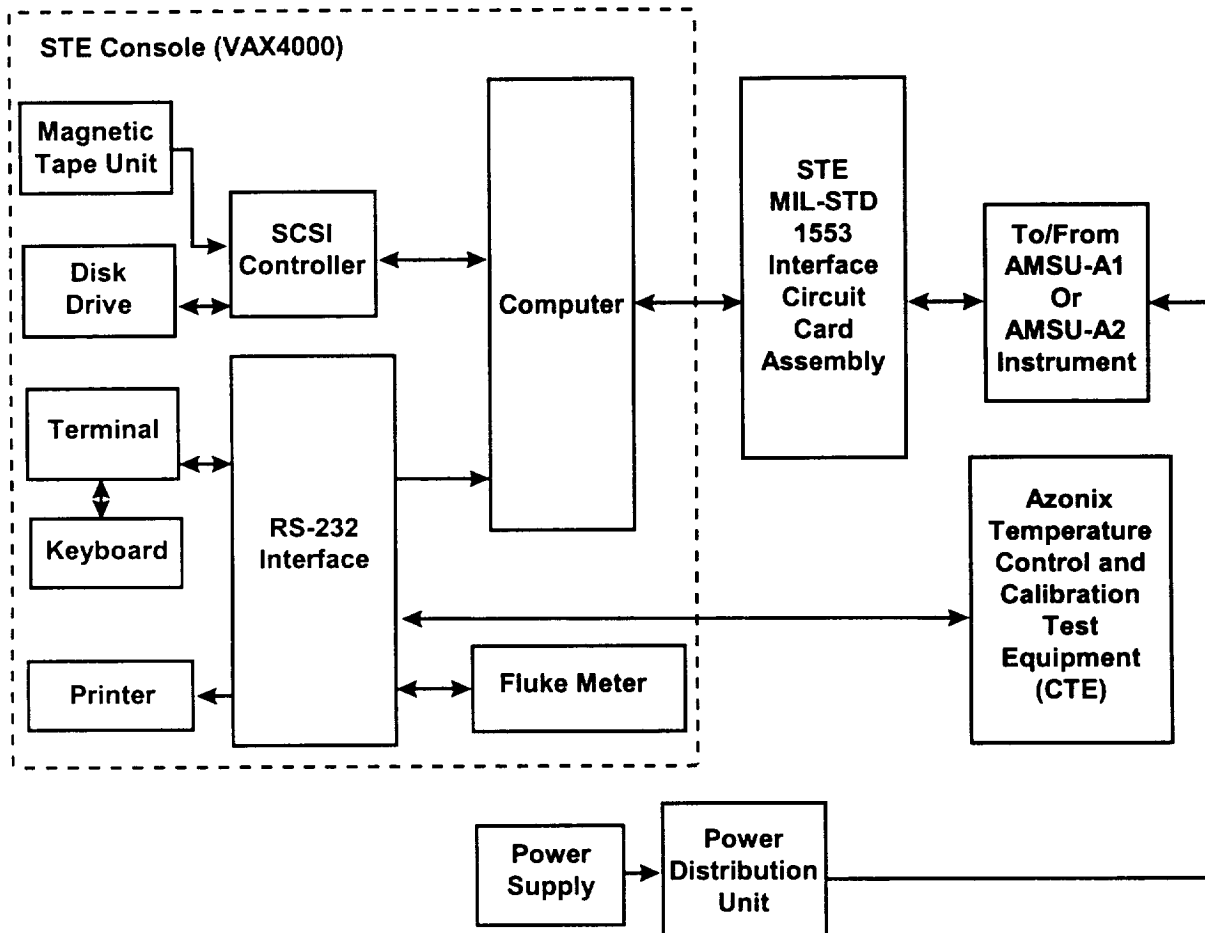 STE Console (VAX4000)
Magnetic
Tape Unit
SCSI
Controller
Disk
Drive
Computer
STE
MIL-STD
1553
Interface
Circuit
Card
Assembly
To/From
AMSU-A1
Or
AMSU-A2
Instrument
Terminal
Keyboard
RS-232
Interface
Printer
Fluke Meter
Azonix
Temperature
Control and
Calibration
Test
Equipment
(CTE)
Power
Supply
Power
Distribution
Unit